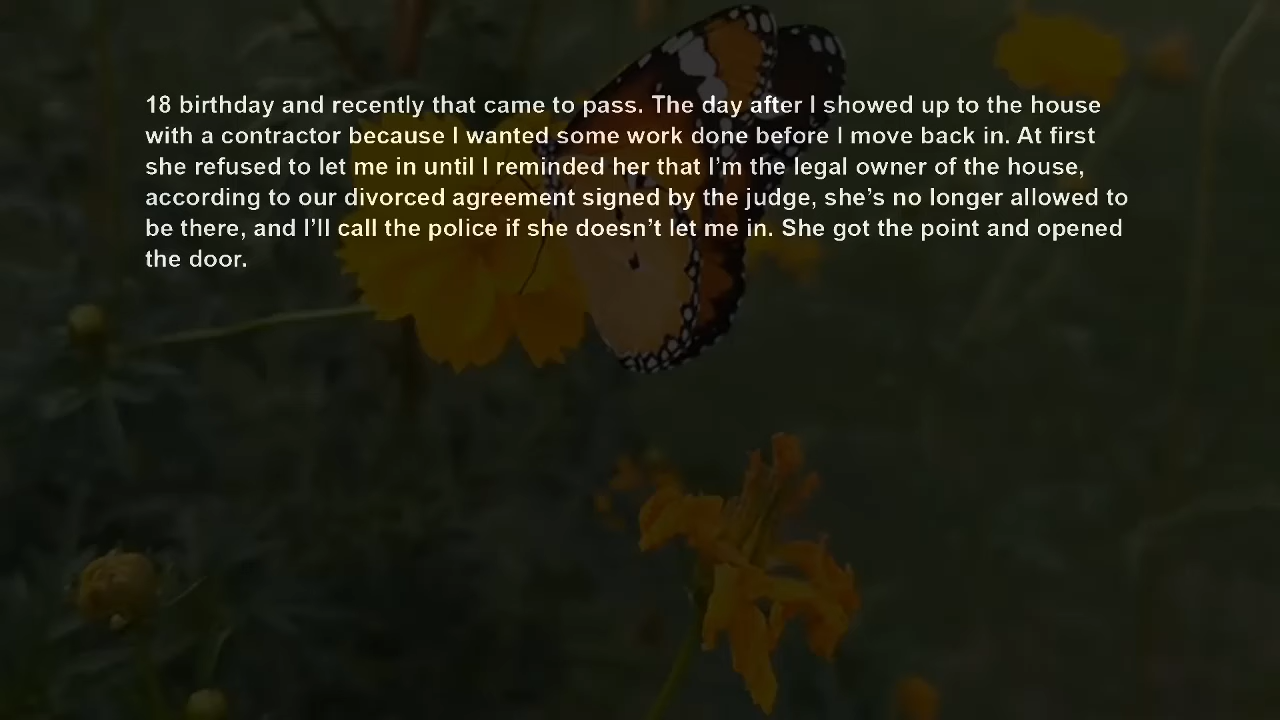 18 birthday and recently that came to pass. The day after I showed up to the house
with a contractor because I wanted some work done before I move back in. At first
she refused to let me in until I reminded her that I’m the legal owner of the house,
according to our divorced agreement signed by the judge, she’s no longer allowed to
be there, and I’ll call the police if she doesn’t let me in. She got the point and opened
the door.